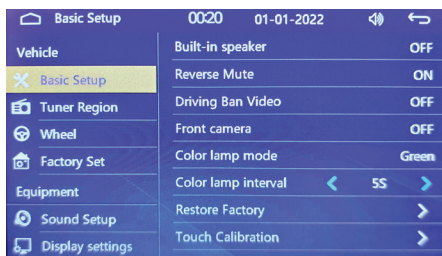 Basic Setup 00:20 01-01-2022
Vehicle
Basic Setup
Tuner Region
Wheel
Factory Set
Equipment
Sound Setup
Display settings
Built-in speaker OFF
Reverse Mute ON
Driving Ban Video OFF
Front camera OFF
Color lamp mode Green
Color lamp interval < 5S >
Restore Factory >
Touch Calibration >